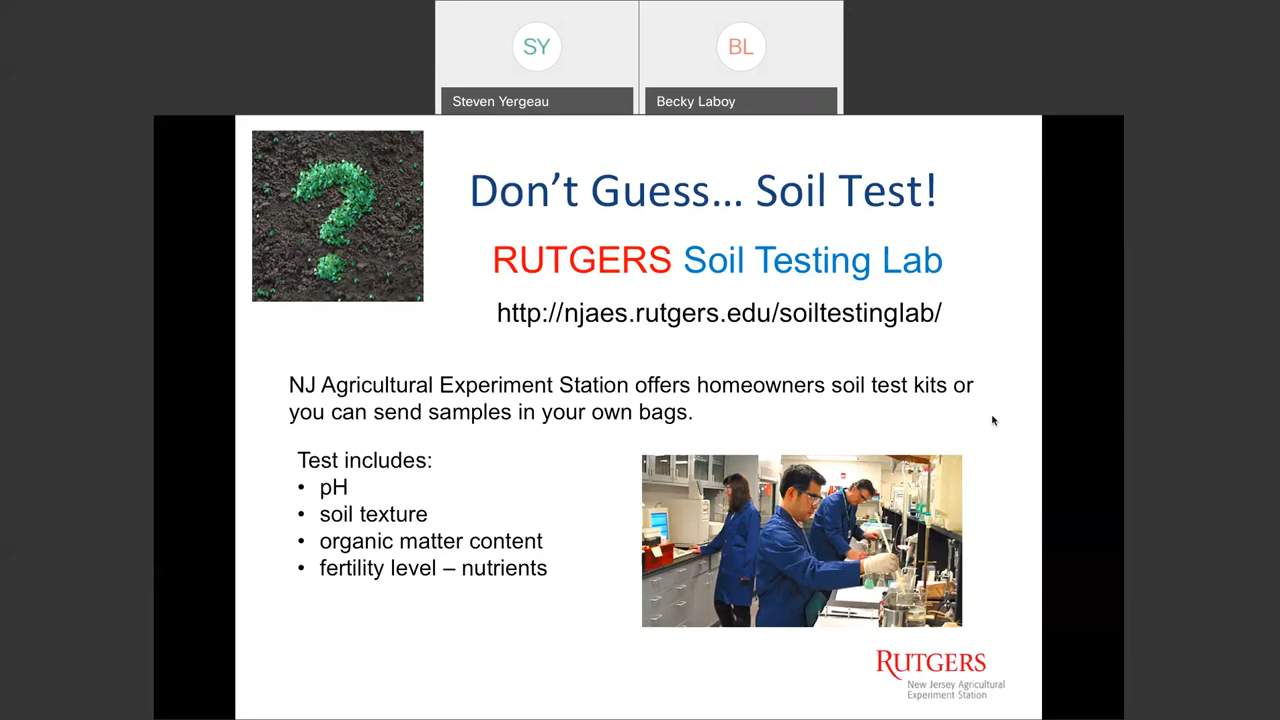 SY
BL
Steven Yergeau
Becky Laboy
Don't Guess... Soil Test!
RUTGERS Soil Testing Lab
http://njaes.rutgers.edu/soiltestinglab/
NJ Agricultural Experiment Station offers homeowners soil test kits or
you can send samples in your own bags.
Test includes:
• pH
• soil texture
• organic matter content
• fertility level – nutrients
RUTGERS
New Jersey Agricultural
Experiment Station